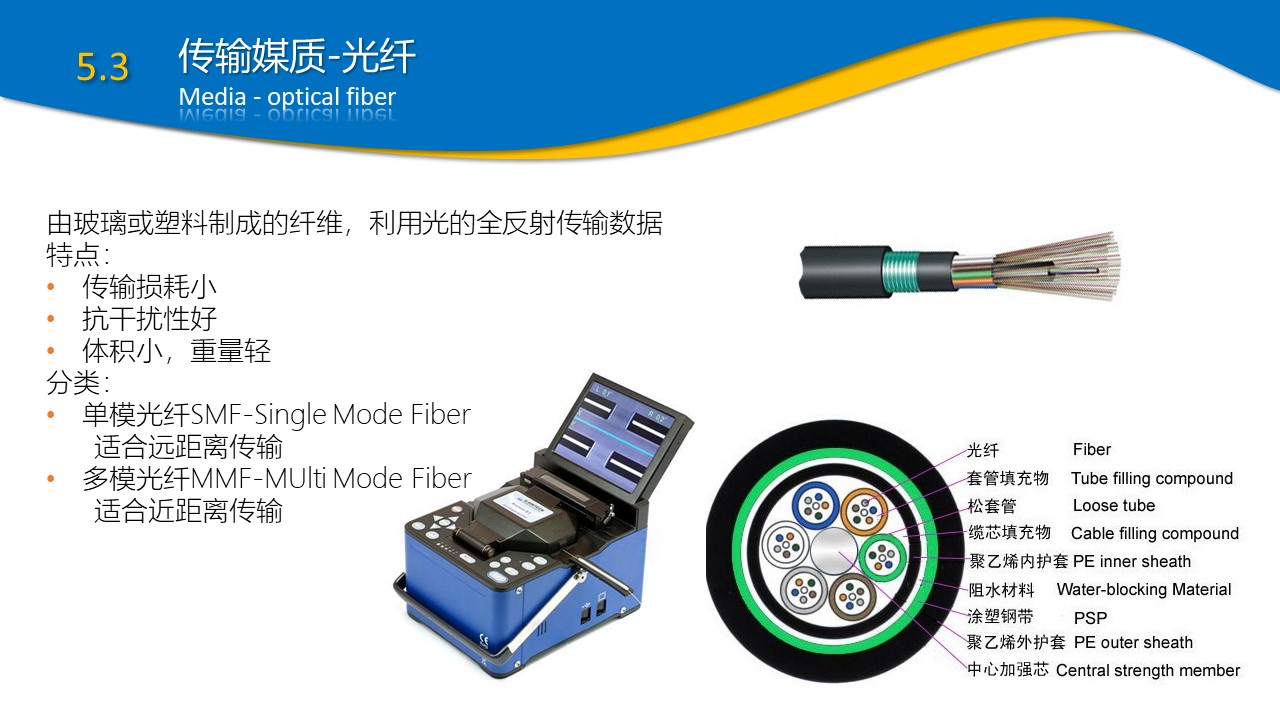 5.3
传输媒质-光纤
Media - optical fiber
由玻璃或塑料制成的纤维，利用光的全反射传输数据
特点：
• 传输损耗小
• 抗干扰性好
• 体积小，重量轻
分类：
• 单模光纤SMF-Single Mode Fiber
适合远距离传输
• 多模光纤MMF-MUlti Mode Fiber
适合近距离传输
光纤 Fiber
套管填充物 Tube filling compound
松套管 Loose tube
缆芯填充物 Cable filling compound
聚乙烯内护套 PE inner sheath
阻水材料 Water-blocking Material
涂塑钢带 PSP
聚乙烯外护套 PE outer sheath
中心加强芯 Central strength member
CE